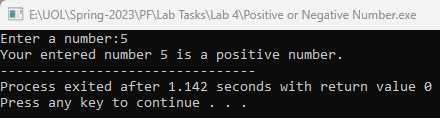 E:\UOL\Spring-2023\PF\Lab Tasks\Lab 4\Positive or Negative Number.exe
Enter a number:5
Your entered number 5 is a positive number.
--------------------------------
Process exited after 1.142 seconds with return value 0
Press any key to continue . . .